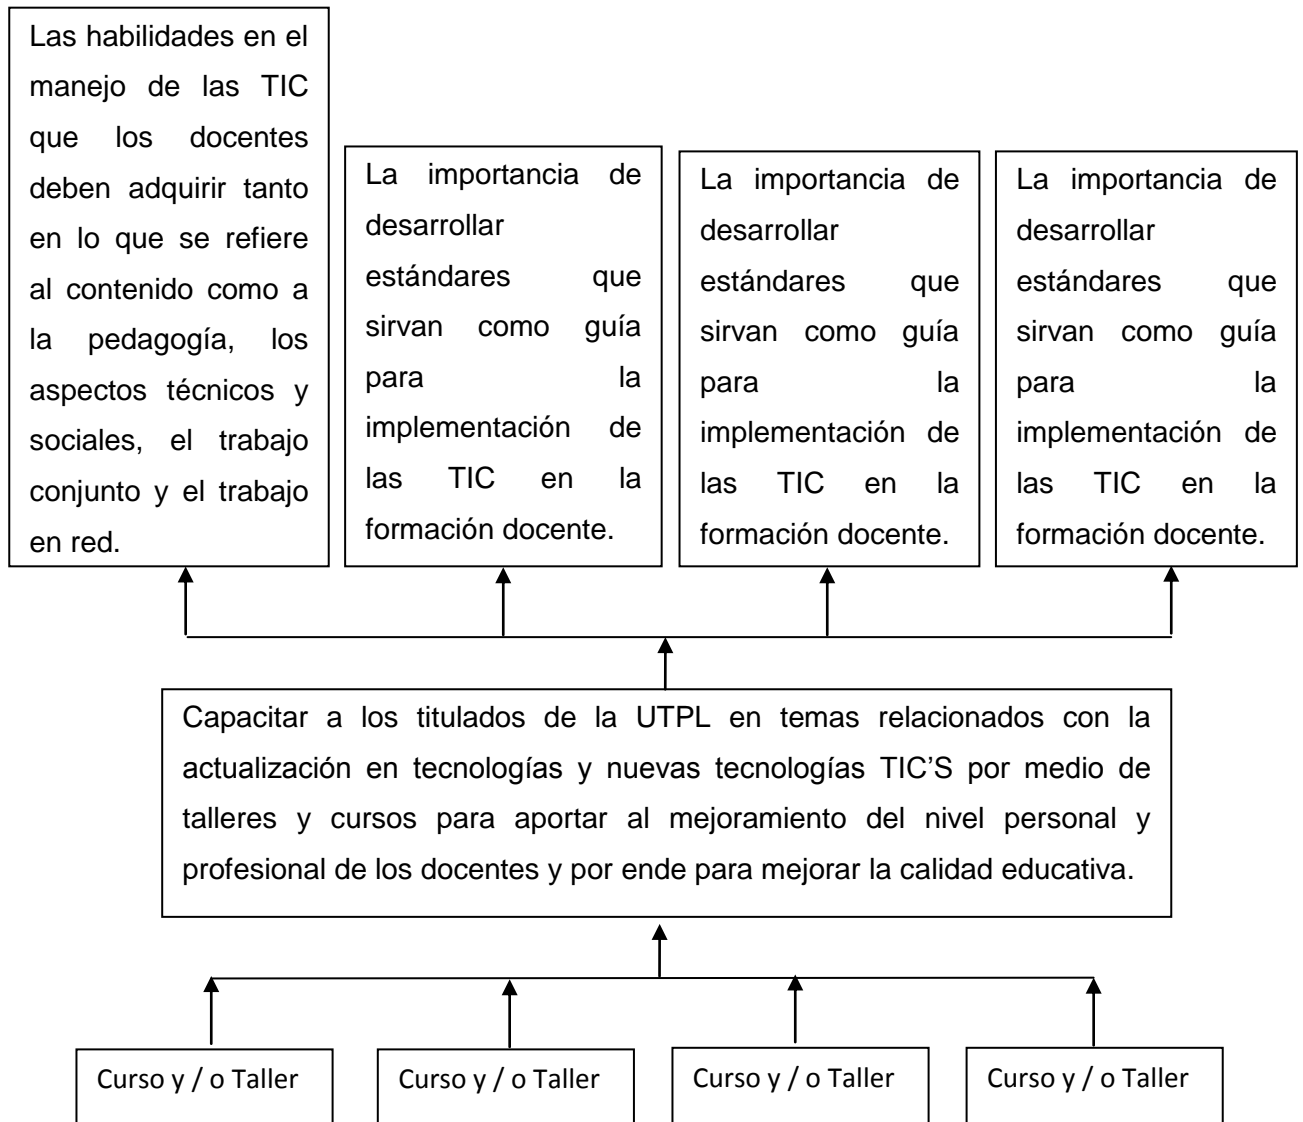 Las habilidades en el
manejo de las TIC
que los docentes
deben adquirir tanto
en lo que se refiere
al contenido como a
la pedagogía, los
aspectos técnicos y
sociales, el trabajo
conjunto y el trabajo
en red.
La importancia de
desarrollar
estándares que
sirvan como guía
para la
implementación de
las TIC en la
formación docente.
La importancia de
desarrollar
estándares que
sirvan como guía
para la
implementación de
las TIC en la
formación docente.
La importancia de
desarrollar
estándares que
sirvan como guía
para la
implementación de
las TIC en la
formación docente.
Capacitar a los titulados de la UTPL en temas relacionados con la
actualización en tecnologías y nuevas tecnologías TIC’S por medio de
talleres y cursos para aportar al mejoramiento del nivel personal y
profesional de los docentes y por ende para mejorar la calidad educativa.
Curso y / o Taller
Curso y / o Taller
Curso y / o Taller
Curso y / o Taller